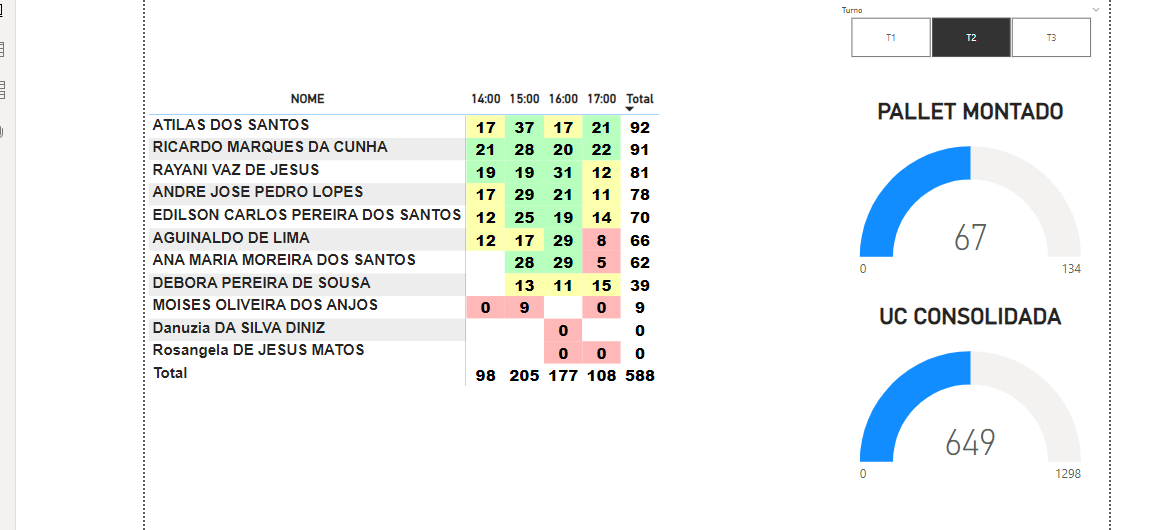 Turno
T1 T2 T3
NOME 14:00 15:00 16:00 17:00 Total
ATILAS DOS SANTOS 17 37 17 21 92
RICARDO MARQUES DA CUNHA 21 28 20 22 91
RAYANI VAZ DE JESUS 19 19 31 12 81
ANDRE JOSE PEDRO LOPES 17 29 21 11 78
EDILSON CARLOS PEREIRA DOS SANTOS 12 25 19 14 70
AGUINALDO DE LIMA 12 17 29 8 66
ANA MARIA MOREIRA DOS SANTOS 28 29 5 62
DEBORA PEREIRA DE SOUSA 13 11 15 39
MOISES OLIVEIRA DOS ANJOS 0 9 0 9
Danuzia DA SILVA DINIZ 0 0
Rosangela DE JESUS MATOS 0 0 0
Total 98 205 177 108 588
PALLET MONTADO
67
0 134
UC CONSOLIDADA
649
0 1298